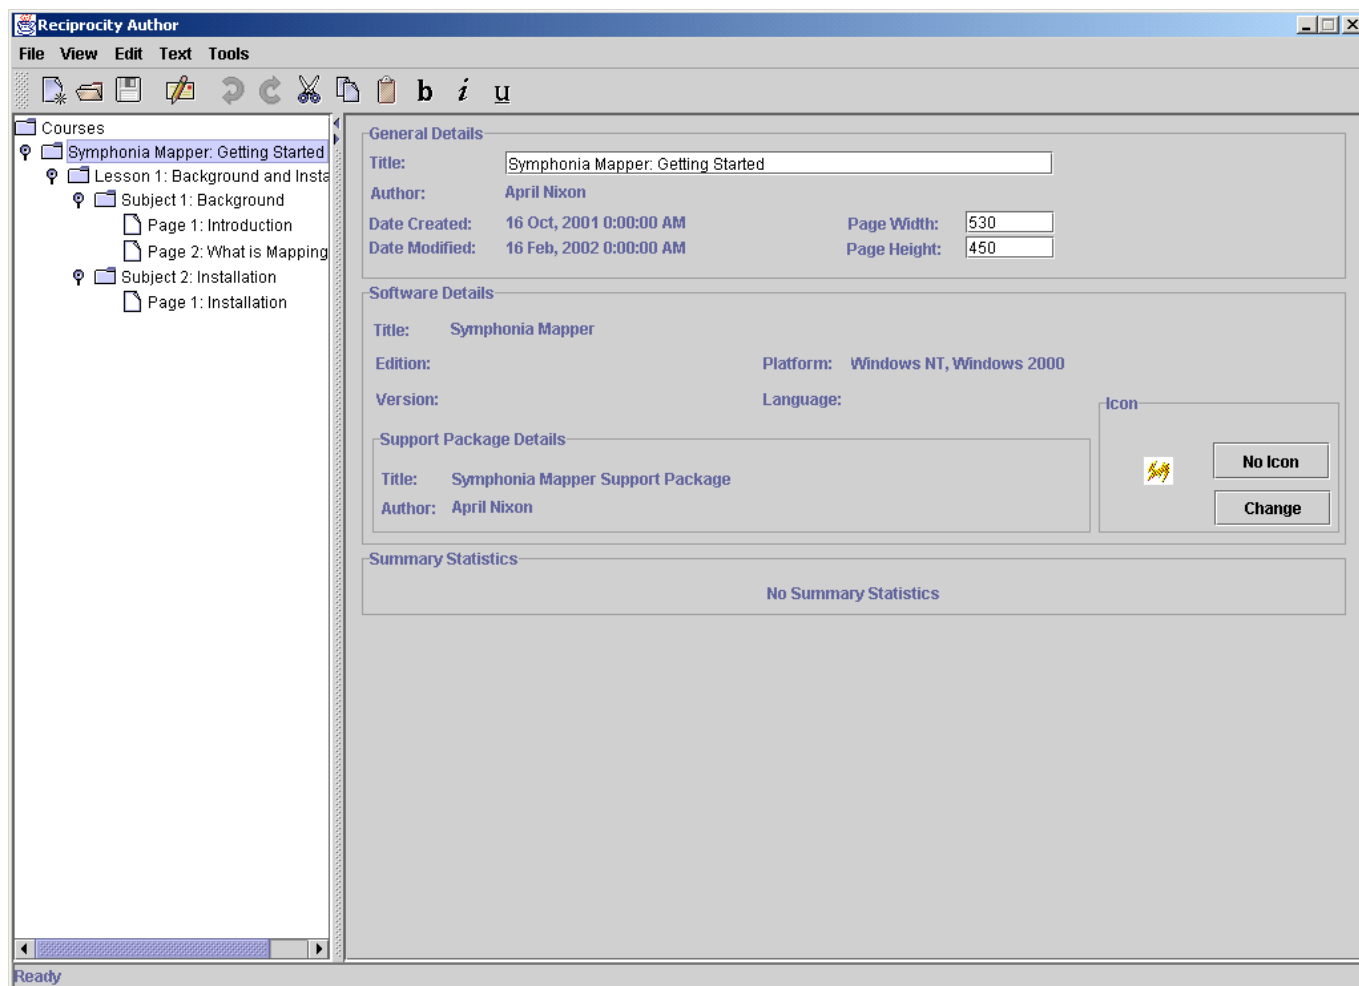 Reciprocity Author
File View Edit Text Tools
b i u
Courses
Symphonia Mapper: Getting Started
Lesson 1: Background and Insta
Subject 1: Background
Page 1: Introduction
Page 2: What is Mapping
Subject 2: Installation
Page 1: Installation
General Details
Title: Symphonia Mapper: Getting Started
Author: April Nixon
Date Created: 16 Oct, 2001 0:00:00 AM Page Width: 530
Date Modified: 16 Feb, 2002 0:00:00 AM Page Height: 450
Software Details
Title: Symphonia Mapper
Edition: Platform: Windows NT, Windows 2000
Version: Language:
Icon
Support Package Details
No Icon
Title: Symphonia Mapper Support Package
Author: April Nixon
Change
Summary Statistics
No Summary Statistics
Ready